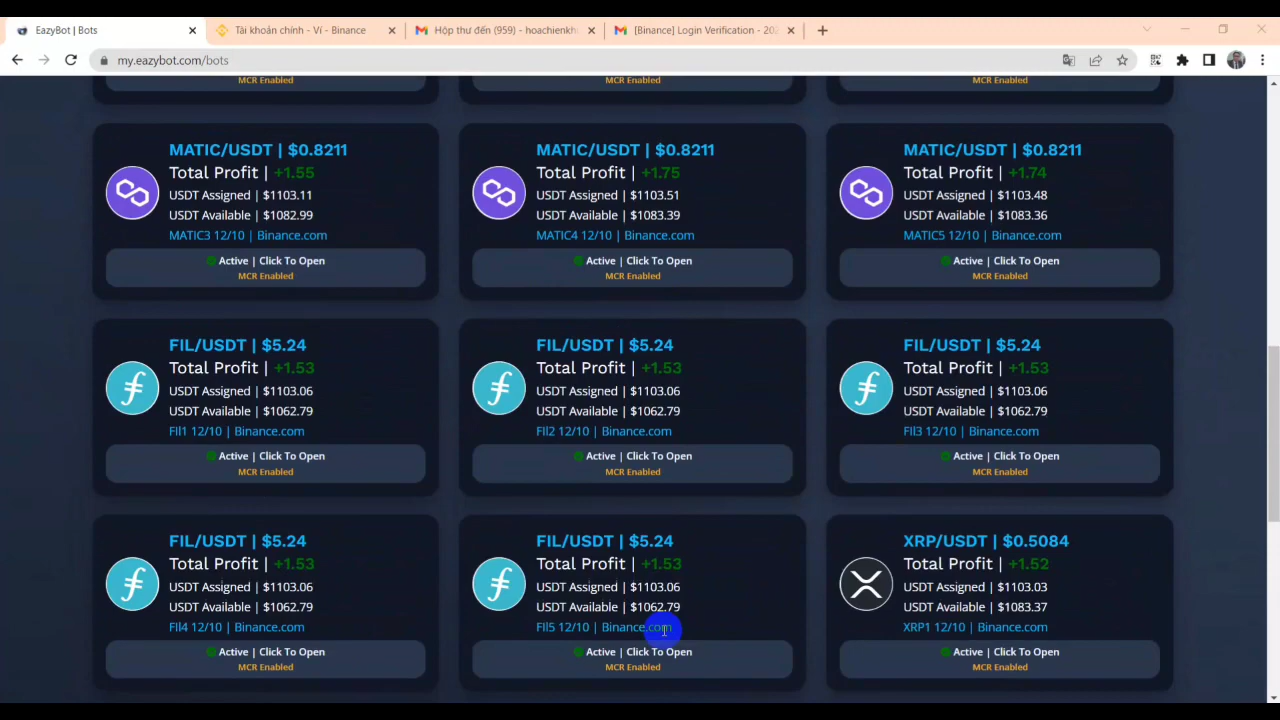 EazyBot | Bots
Tài khoản chính - Ví - Binance
Hộp thư đến (959) - hoachienkh
[Binance] Login Verification - 202
my.eazybot.com/bots
MCR Enabled
MCR Enabled
MCR Enabled
MATIC/USDT | $0.8211
Total Profit | +1.55
USDT Assigned | $1103.11
USDT Available | $1082.99
MATIC3 12/10 | Binance.com
Active | Click To Open
MCR Enabled
MATIC/USDT | $0.8211
Total Profit | +1.75
USDT Assigned | $1103.51
USDT Available | $1083.39
MATIC4 12/10 | Binance.com
Active | Click To Open
MCR Enabled
MATIC/USDT | $0.8211
Total Profit | +1.74
USDT Assigned | $1103.48
USDT Available | $1083.36
MATIC5 12/10 | Binance.com
Active | Click To Open
MCR Enabled
FIL/USDT | $5.24
Total Profit | +1.53
USDT Assigned | $1103.06
USDT Available | $1062.79
FIl1 12/10 | Binance.com
Active | Click To Open
MCR Enabled
FIL/USDT | $5.24
Total Profit | +1.53
USDT Assigned | $1103.06
USDT Available | $1062.79
FIl2 12/10 | Binance.com
Active | Click To Open
MCR Enabled
FIL/USDT | $5.24
Total Profit | +1.53
USDT Assigned | $1103.06
USDT Available | $1062.79
FIl3 12/10 | Binance.com
Active | Click To Open
MCR Enabled
FIL/USDT | $5.24
Total Profit | +1.53
USDT Assigned | $1103.06
USDT Available | $1062.79
FIl4 12/10 | Binance.com
Active | Click To Open
MCR Enabled
FIL/USDT | $5.24
Total Profit | +1.53
USDT Assigned | $1103.06
USDT Available | $1062.79
FIl5 12/10 | Binance.com
Active | Click To Open
MCR Enabled
XRP/USDT | $0.5084
Total Profit | +1.52
USDT Assigned | $1103.03
USDT Available | $1083.37
XRP1 12/10 | Binance.com
Active | Click To Open
MCR Enabled